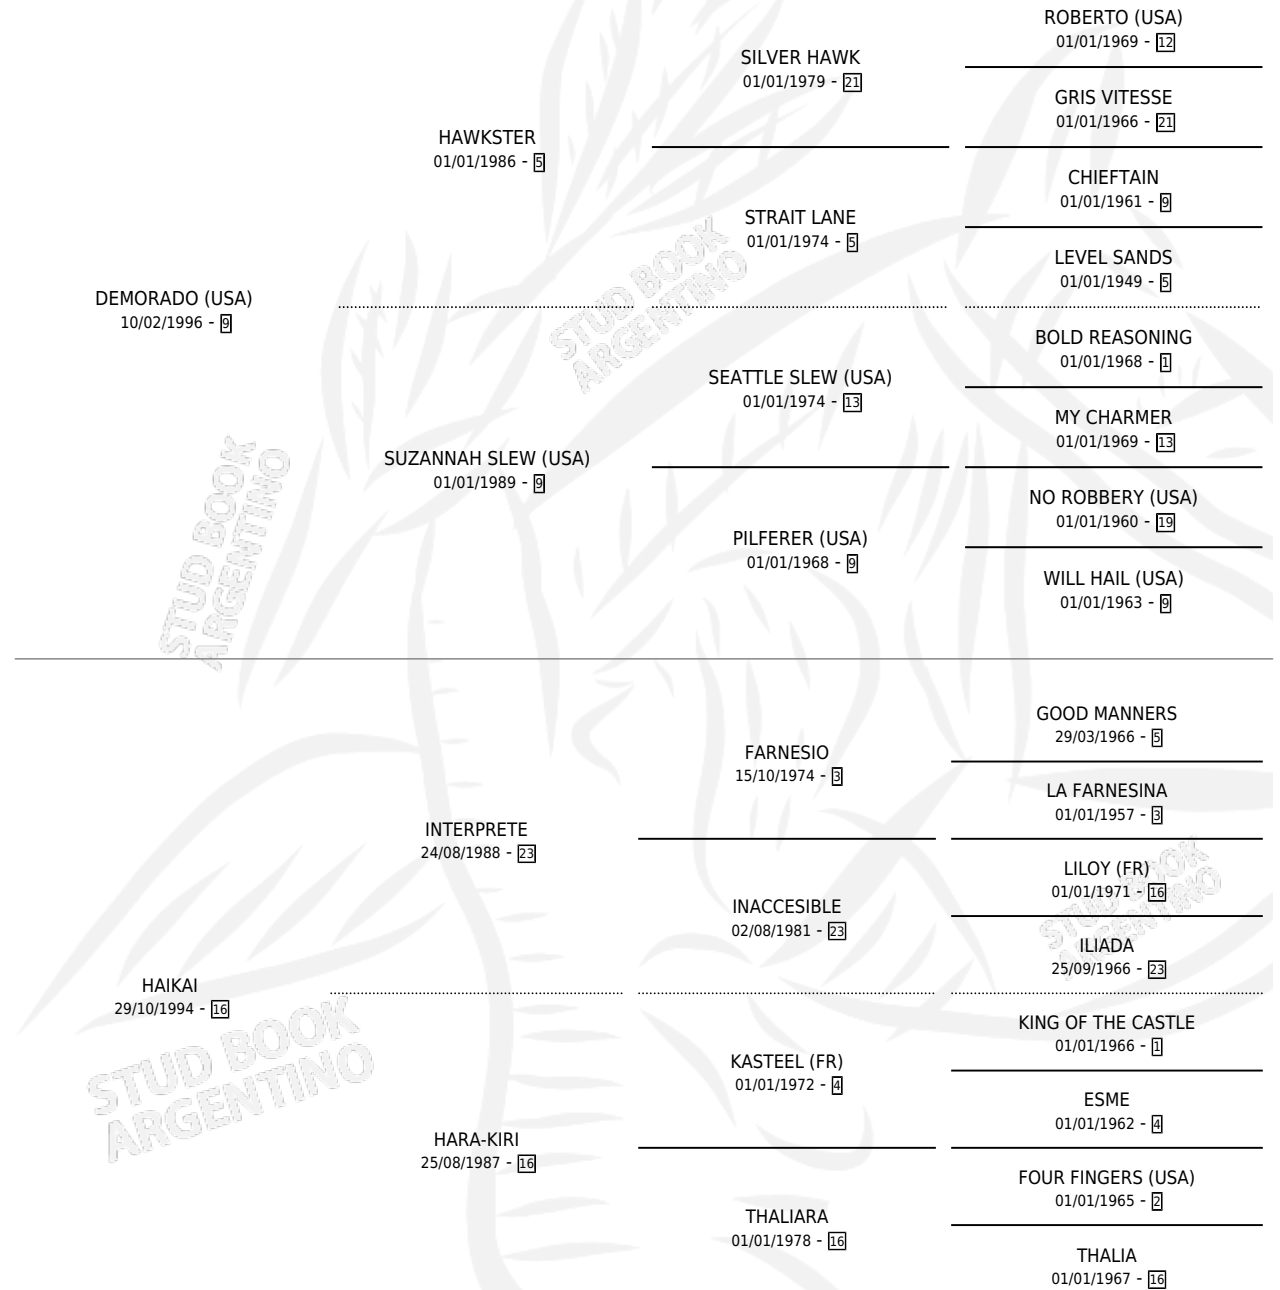 ROBERTO (USA)
01/01/1969 - 12
SILVER HAWK
01/01/1979 - 21
GRIS VITESSE
01/01/1966 - 21
HAWKSTER
01/01/1986 - 5
CHIEFTAIN
01/01/1961 - 9
STRAIT LANE
01/01/1974 - 5
LEVEL SANDS
01/01/1949 - 5
DEMORADO (USA)
10/02/1996 - 9
STUD BOOK
ARGENTINO
BOLD REASONING
01/01/1968 - 1
SEATTLE SLEW (USA)
01/01/1974 - 13
MY CHARMER
01/01/1969 - 13
SUZANNAH SLEW (USA)
01/01/1989 - 9
NO ROBBERY (USA)
01/01/1960 - 19
PILFERER (USA)
01/01/1968 - 9
WILL HAIL (USA)
01/01/1963 - 9
STUD BOOK
ARGENTINO
GOOD MANNERS
29/03/1966 - 5
FARNESIO
15/10/1974 - 3
LA FARNESINA
01/01/1957 - 3
INTERPRETE
24/08/1988 - 23
LILOY (FR)
01/01/1971 - 16
INACCESIBLE
02/08/1981 - 23
STUD BOOK
ARGENTINO
ILIADA
25/09/1966 - 23
HAIKAI
29/10/1994 - 16
KING OF THE CASTLE
01/01/1966 - 1
KASTEEL (FR)
01/01/1972 - 4
STUD BOOK
ARGENTINO
ESME
01/01/1962 - 4
HARA-KIRI
25/08/1987 - 16
FOUR FINGERS (USA)
01/01/1965 - 2
THALIARA
01/01/1978 - 16
THALIA
01/01/1967 - 16